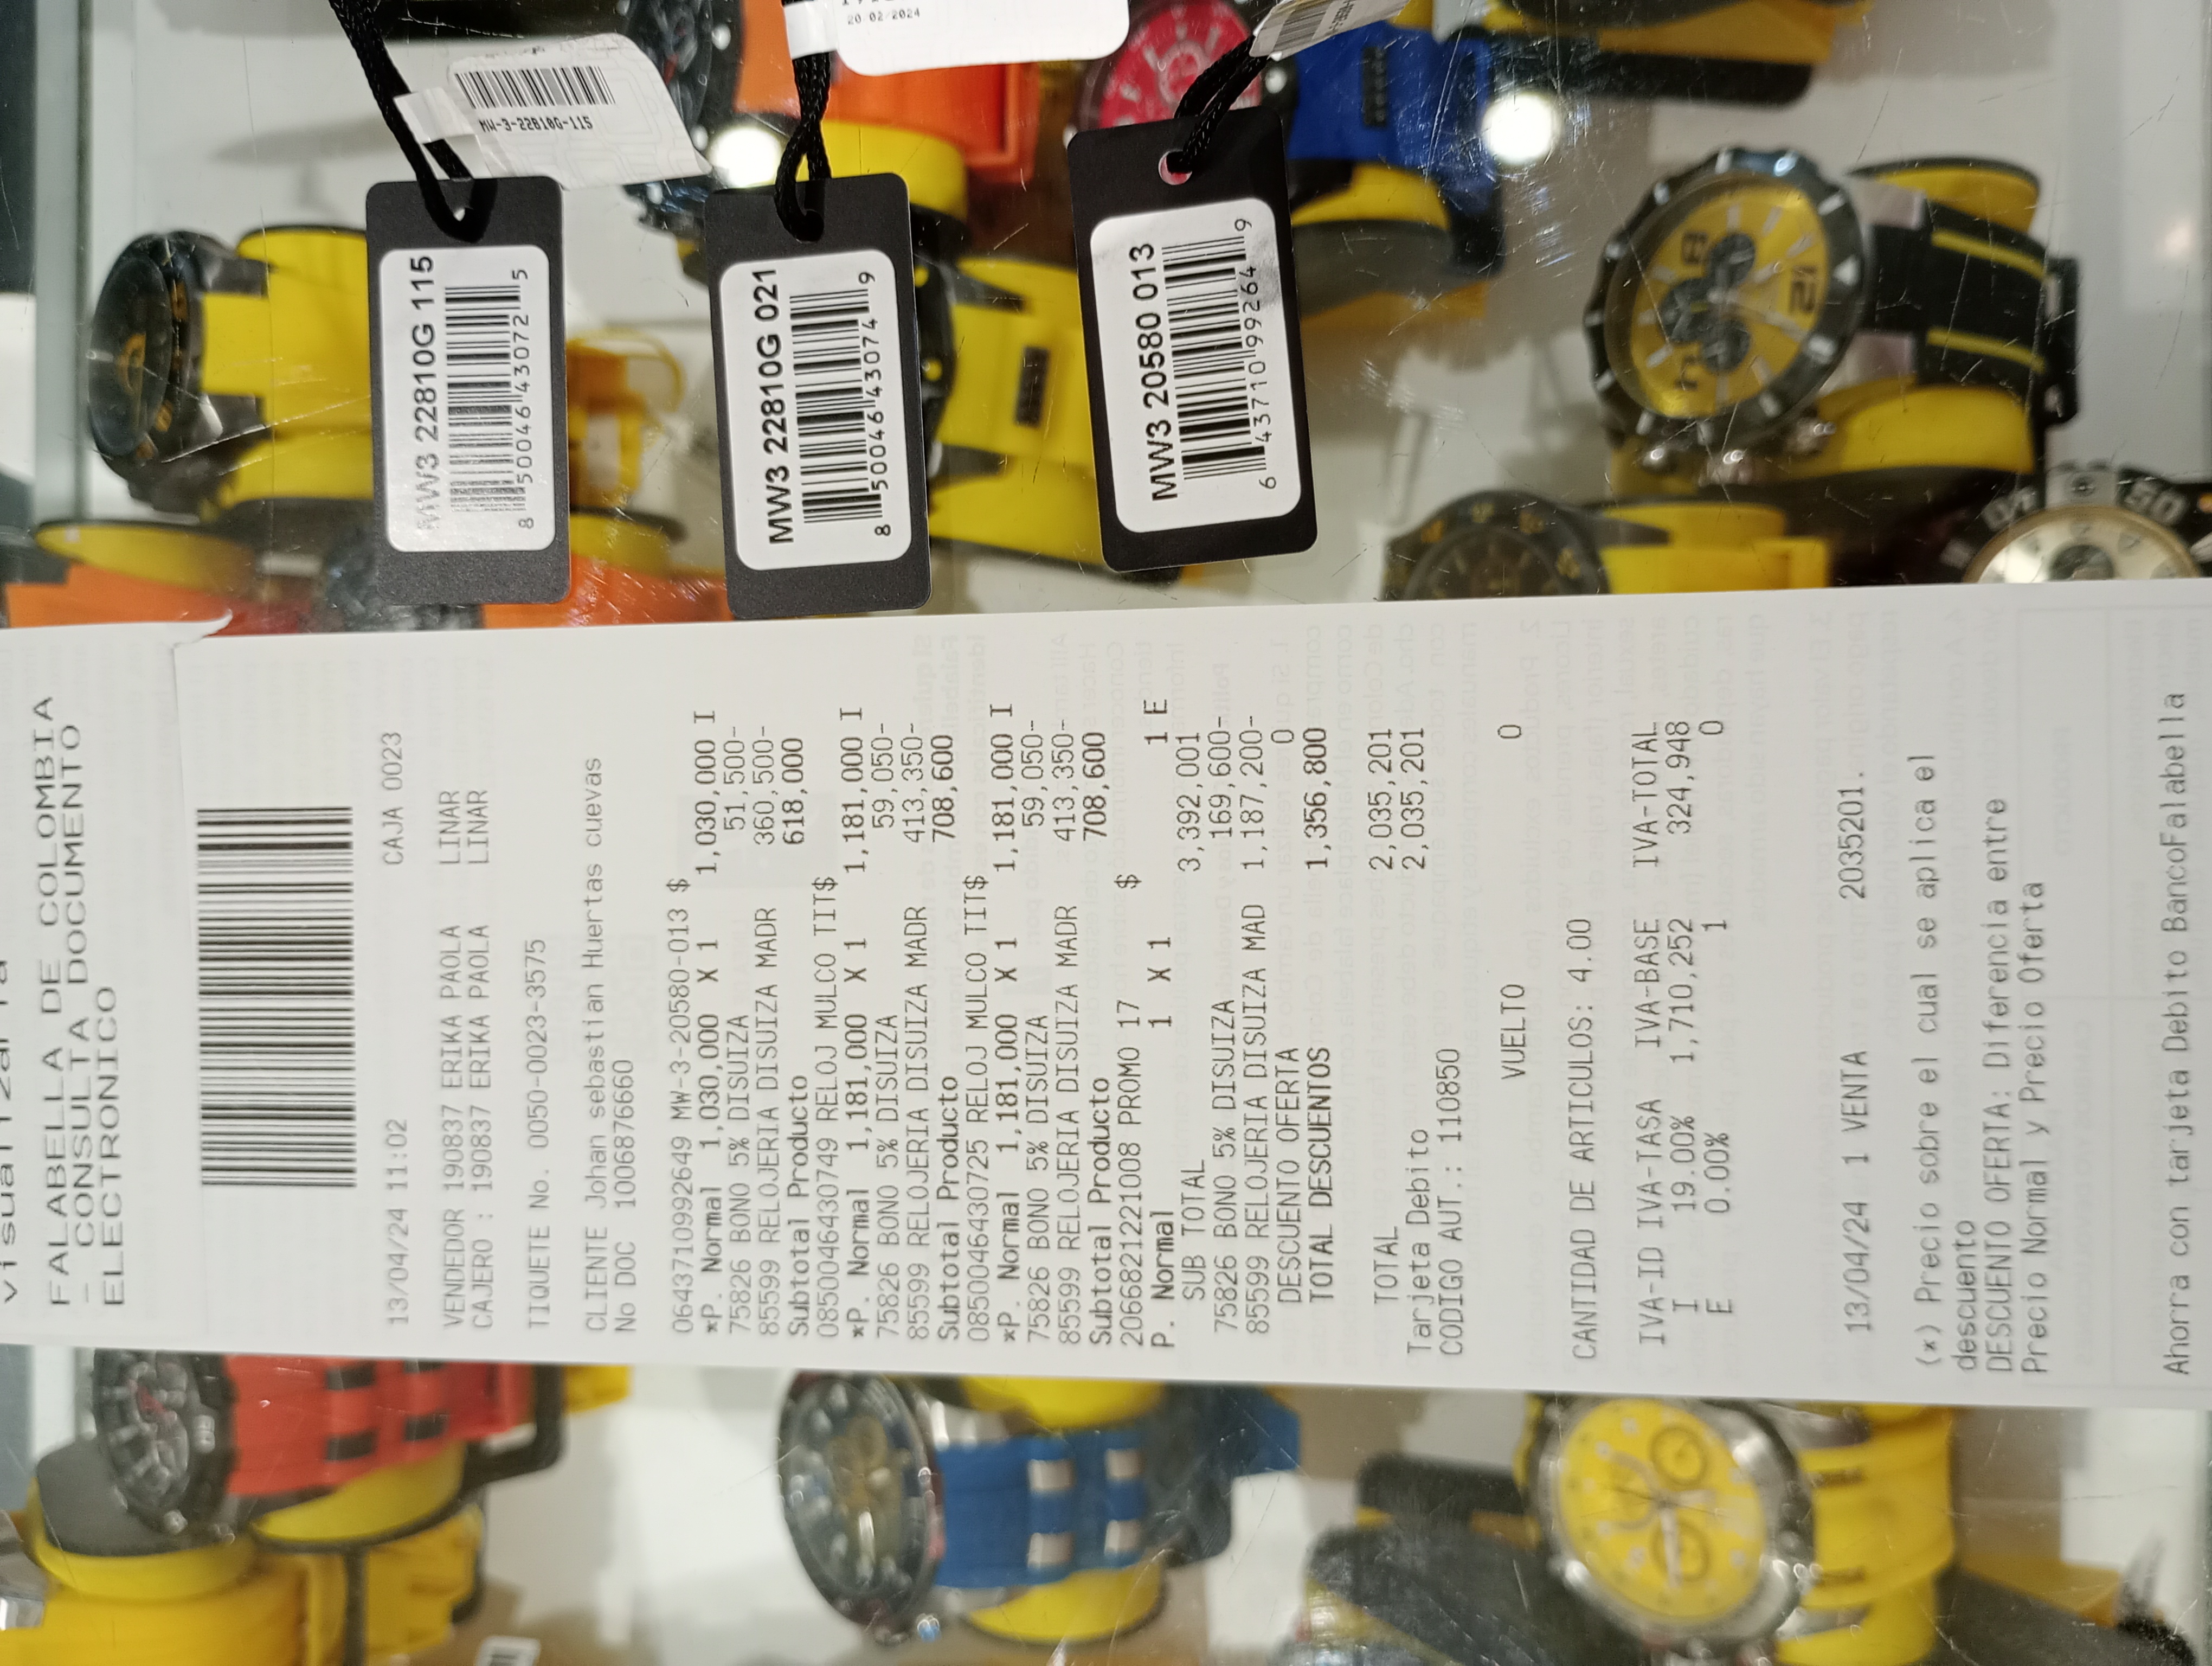 20 02 2024
MW-3-22810G-115
MW3 22810G 115
8 50046 43072 5
MW3 22810G 021
8 50046 43074 9
MW3 20580 013
6 43710 99264 9
FALABELLA DE COLOMBIA
- CONSULTA DOCUMENTO
ELECTRONICO
13/04/24 11:02 CAJA 0023
VENDEDOR 190837 ERIKA PAOLA LINAR
CAJERO : 190837 ERIKA PAOLA LINAR
TIQUETE No. 0050-0023-3575
CLIENTE Johan sebastian Huertas cuevas
No DOC 1006876660
0643710992649 MW-3-20580-013 $
*P. Normal 1,030,000 X 1 1,030,000 I
75826 BONO 5% DISUIZA 51,500-
85599 RELOJERIA DISUIZA MADR 360,500-
Subtotal Producto 618,000
0850046430749 RELOJ MULCO TIT$
*P. Normal 1,181,000 X 1 1,181,000 I
75826 BONO 5% DISUIZA 59,050-
85599 RELOJERIA DISUIZA MADR 413,350-
Subtotal Producto 708,600
0850046430725 RELOJ MULCO TIT$
*P. Normal 1,181,000 X 1 1,181,000 I
75826 BONO 5% DISUIZA 59,050-
85599 RELOJERIA DISUIZA MADR 413,350-
Subtotal Producto 708,600
2066821221008 PROMO 17 $
P. Normal 1 X 1 1 E
SUB TOTAL 3,392,001
75826 BONO 5% DISUIZA 169,600-
85599 RELOJERIA DISUIZA MAD 1,187,200-
DESCUENTO OFERTA 0
TOTAL DESCUENTOS 1,356,800
TOTAL 2,035,201
Tarjeta Debito 2,035,201
CODIGO AUT.: 110850
VUELTO 0
CANTIDAD DE ARTICULOS: 4.00
IVA-ID IVA-TASA IVA-BASE IVA-TOTAL
I 19.00% 1,710,252 324,948
E 0.00% 1 0
13/04/24 1 VENTA 2035201.
(*) Precio sobre el cual se aplica el
descuento
DESCUENTO OFERTA: Diferencia entre
Precio Normal y Precio Oferta
Ahorra con tarjeta Debito BancoFalabella